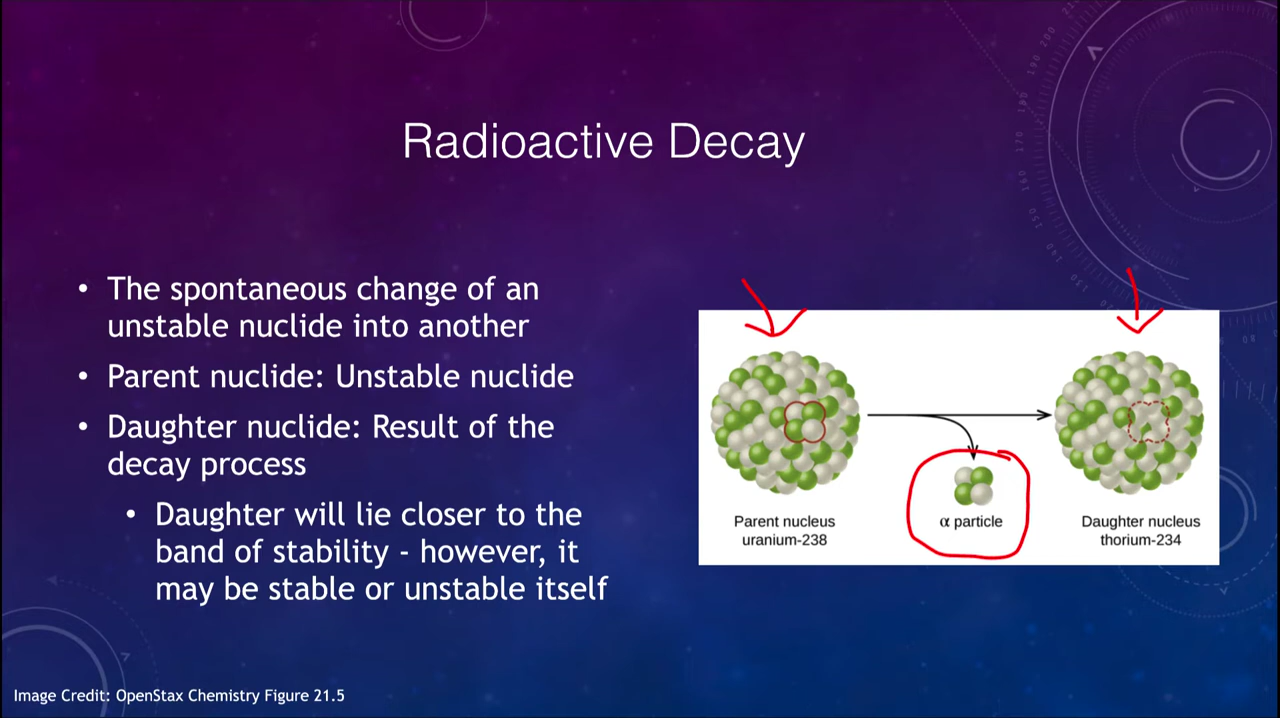 Radioactive Decay
• The spontaneous change of an
unstable nuclide into another
• Parent nuclide: Unstable nuclide
• Daughter nuclide: Result of the
decay process
• Daughter will lie closer to the
band of stability - however, it
may be stable or unstable itself
Parent nucleus
uranium-238
α particle
Daughter nucleus
thorium-234
Image Credit: OpenStax Chemistry Figure 21.5